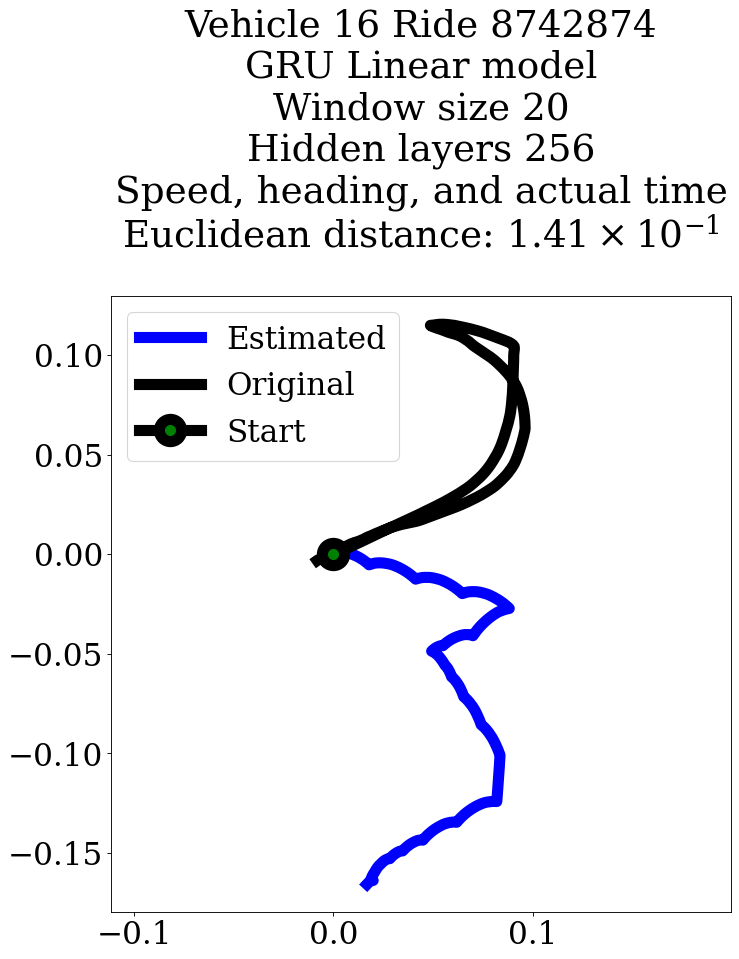 Vehicle 16 Ride 8742874
GRU Linear model
Window size 20
Hidden layers 256
Speed, heading, and actual time
Euclidean distance: 1.41 × 10⁻¹
Estimated
Original
Start
0.10
0.05
0.00
−0.05
−0.10
−0.15
−0.1
0.0
0.1